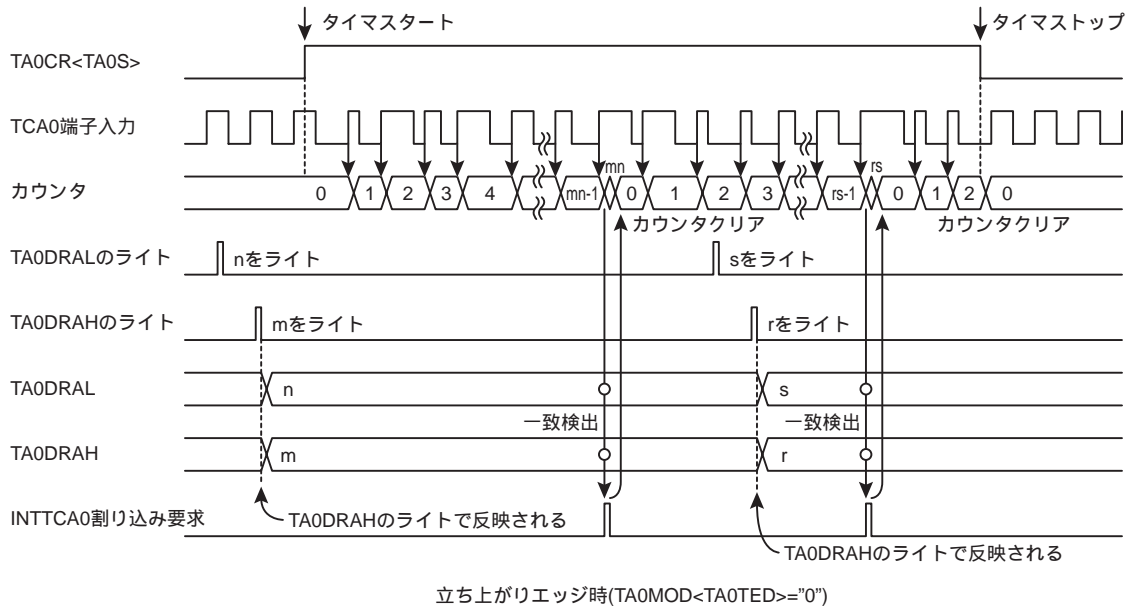 タイマスタート
タイマストップ
TA0CR<TA0S>
TCA0端子入力
カウンタ
0 1 2 3 4 mn-1 mn 0 1 2 3 rs-1 rs 0 1 2 0
カウンタクリア
カウンタクリア
TA0DRALのライト
nをライト
sをライト
TA0DRAHのライト
mをライト
rをライト
TA0DRAL
n
s
一致検出
一致検出
TA0DRAH
m
r
INTTCA0割り込み要求
TA0DRAHのライトで反映される
TA0DRAHのライトで反映される
立ち上がりエッジ時(TA0MOD<TA0TED>="0")